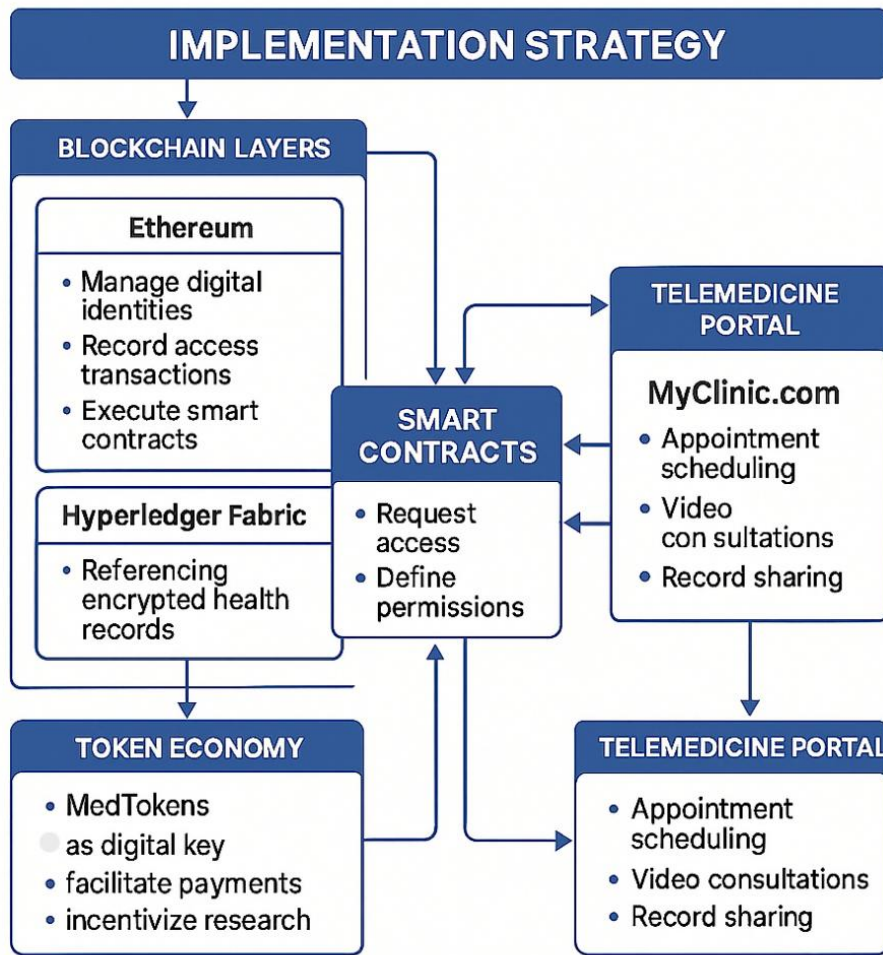 IMPLEMENTATION STRATEGY
BLOCKCHAIN LAYERS
Ethereum
• Manage digital
identities
• Record access
transactions
• Execute smart
contracts
Hyperledger Fabric
• Referencing
encrypted health
records
SMART
CONTRACTS
• Request
access
• Define
permissions
TELEMEDICINE
PORTAL
MyClinic.com
• Appointment
scheduling
• Video
con sultations
• Record sharing
TOKEN ECONOMY
• MedTokens
as digital key
• facilitate payments
• incentivize research
TELEMEDICINE PORTAL
• Appointment
scheduling
• Video consultations
• Record sharing